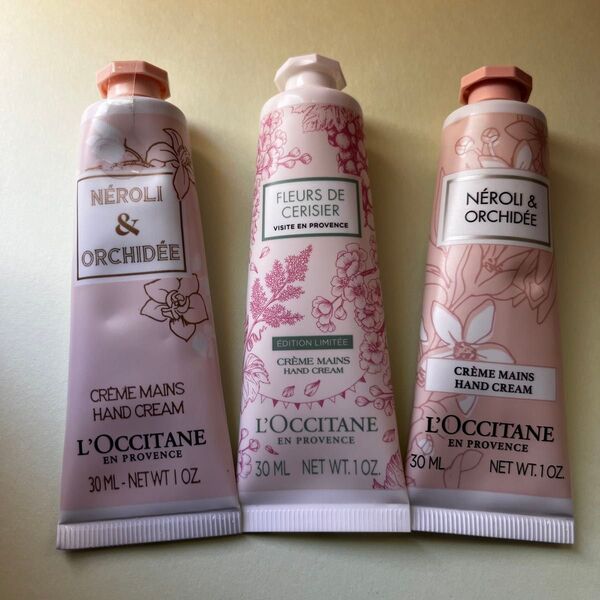 NÉROLI
&
ORCHIDÉE
CRÈME MAINS
HAND CREAM
L'OCCITANE
EN PROVENCE
30 ML - NET WT 1 OZ.
FLEURS DE
CERISIER
VISITE EN PROVENCE
ÉDITION LIMITÉE
CRÈME MAINS
HAND CREAM
L'OCCITANE
EN PROVENCE
30 ML NET WT. 1 OZ.
NÉROLI &
ORCHIDÉE
CRÈME MAINS
HAND CREAM
L'OCCITANE
EN PROVENCE
30 ML NET WT. 1 OZ.